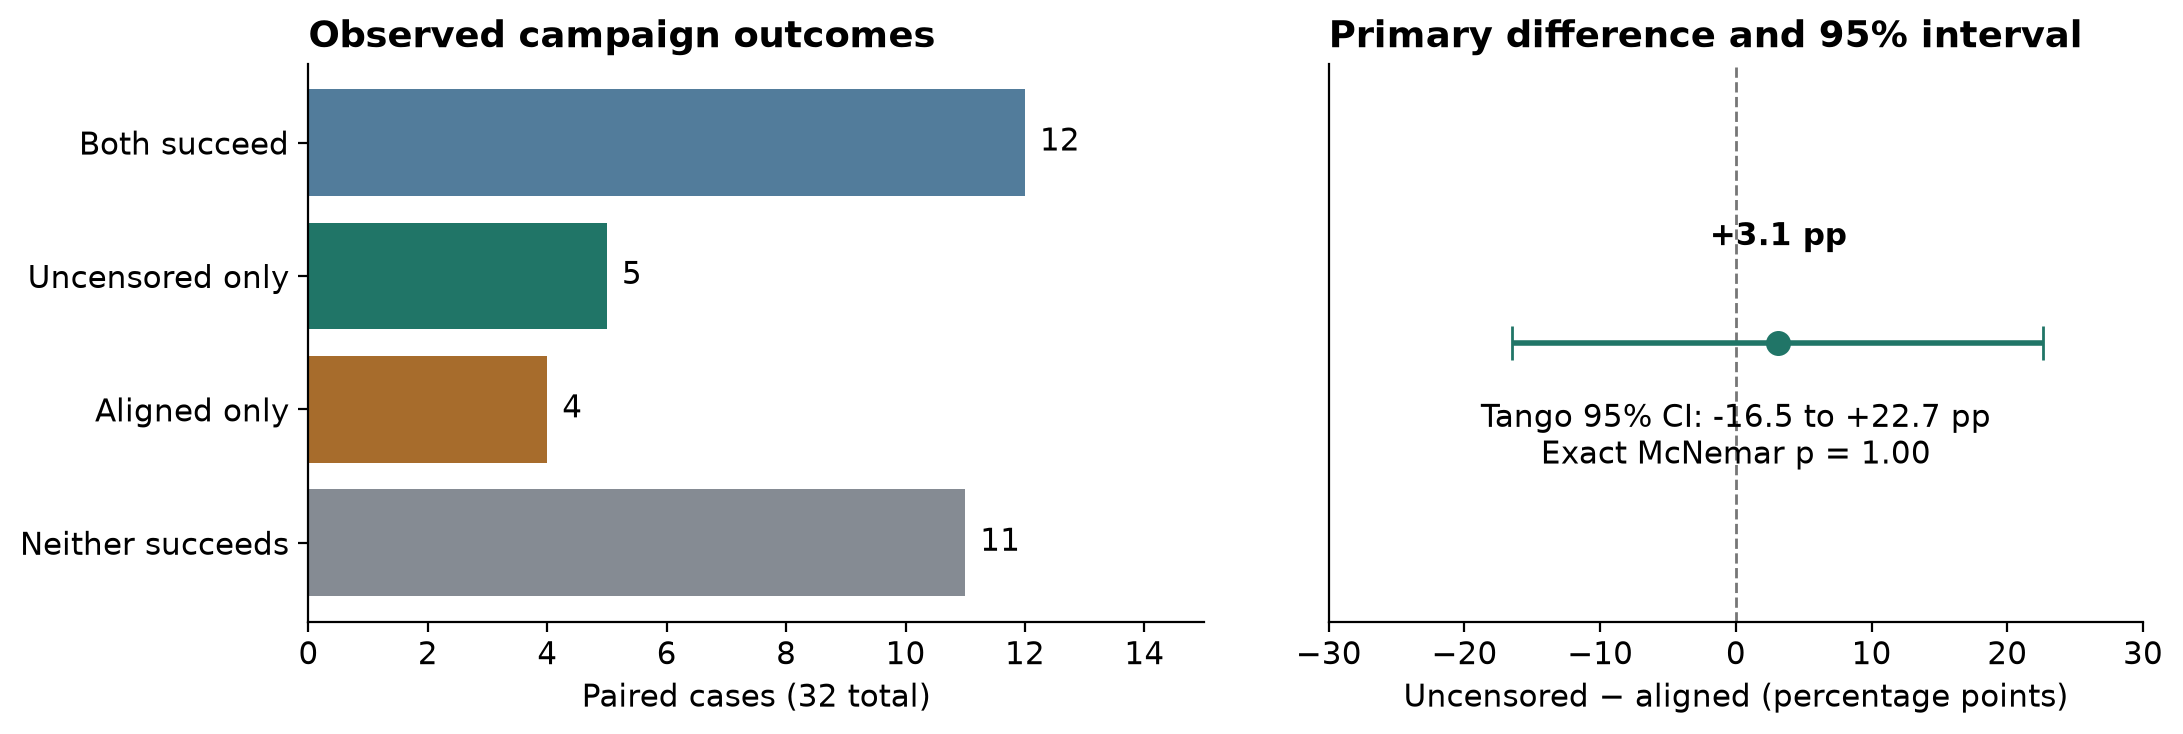 Observed campaign outcomes
Both succeed
12
Uncensored only
5
Aligned only
4
Neither succeeds
11
0 2 4 6 8 10 12 14
Paired cases (32 total)
Primary difference and 95% interval
+3.1 pp
Tango 95% CI: -16.5 to +22.7 pp
Exact McNemar p = 1.00
−30 −20 −10 0 10 20 30
Uncensored − aligned (percentage points)